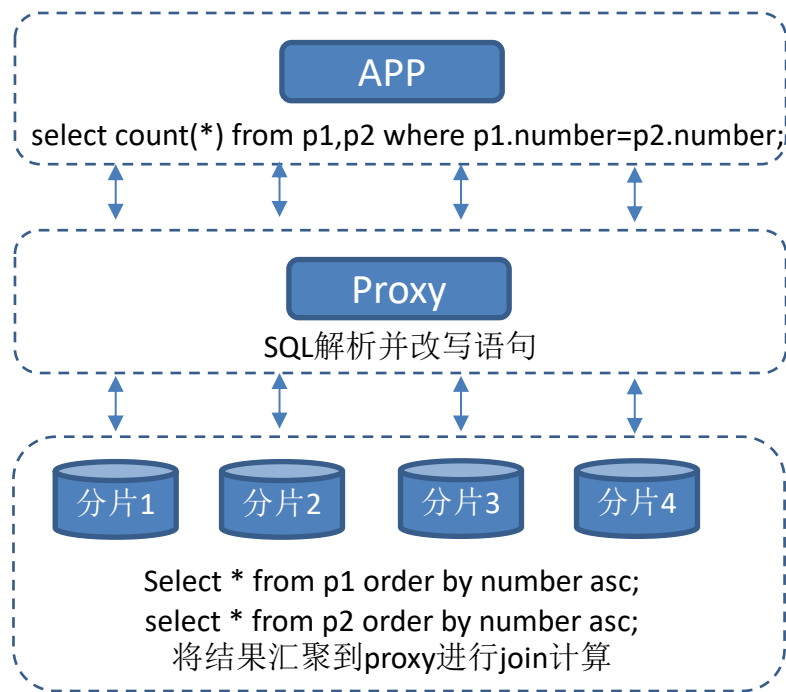 APP
select count(*) from p1,p2 where p1.number=p2.number;
Proxy
SQL解析并改写语句
分片1
分片2
分片3
分片4
Select * from p1 order by number asc;
select * from p2 order by number asc;
将结果汇聚到proxy进行join计算